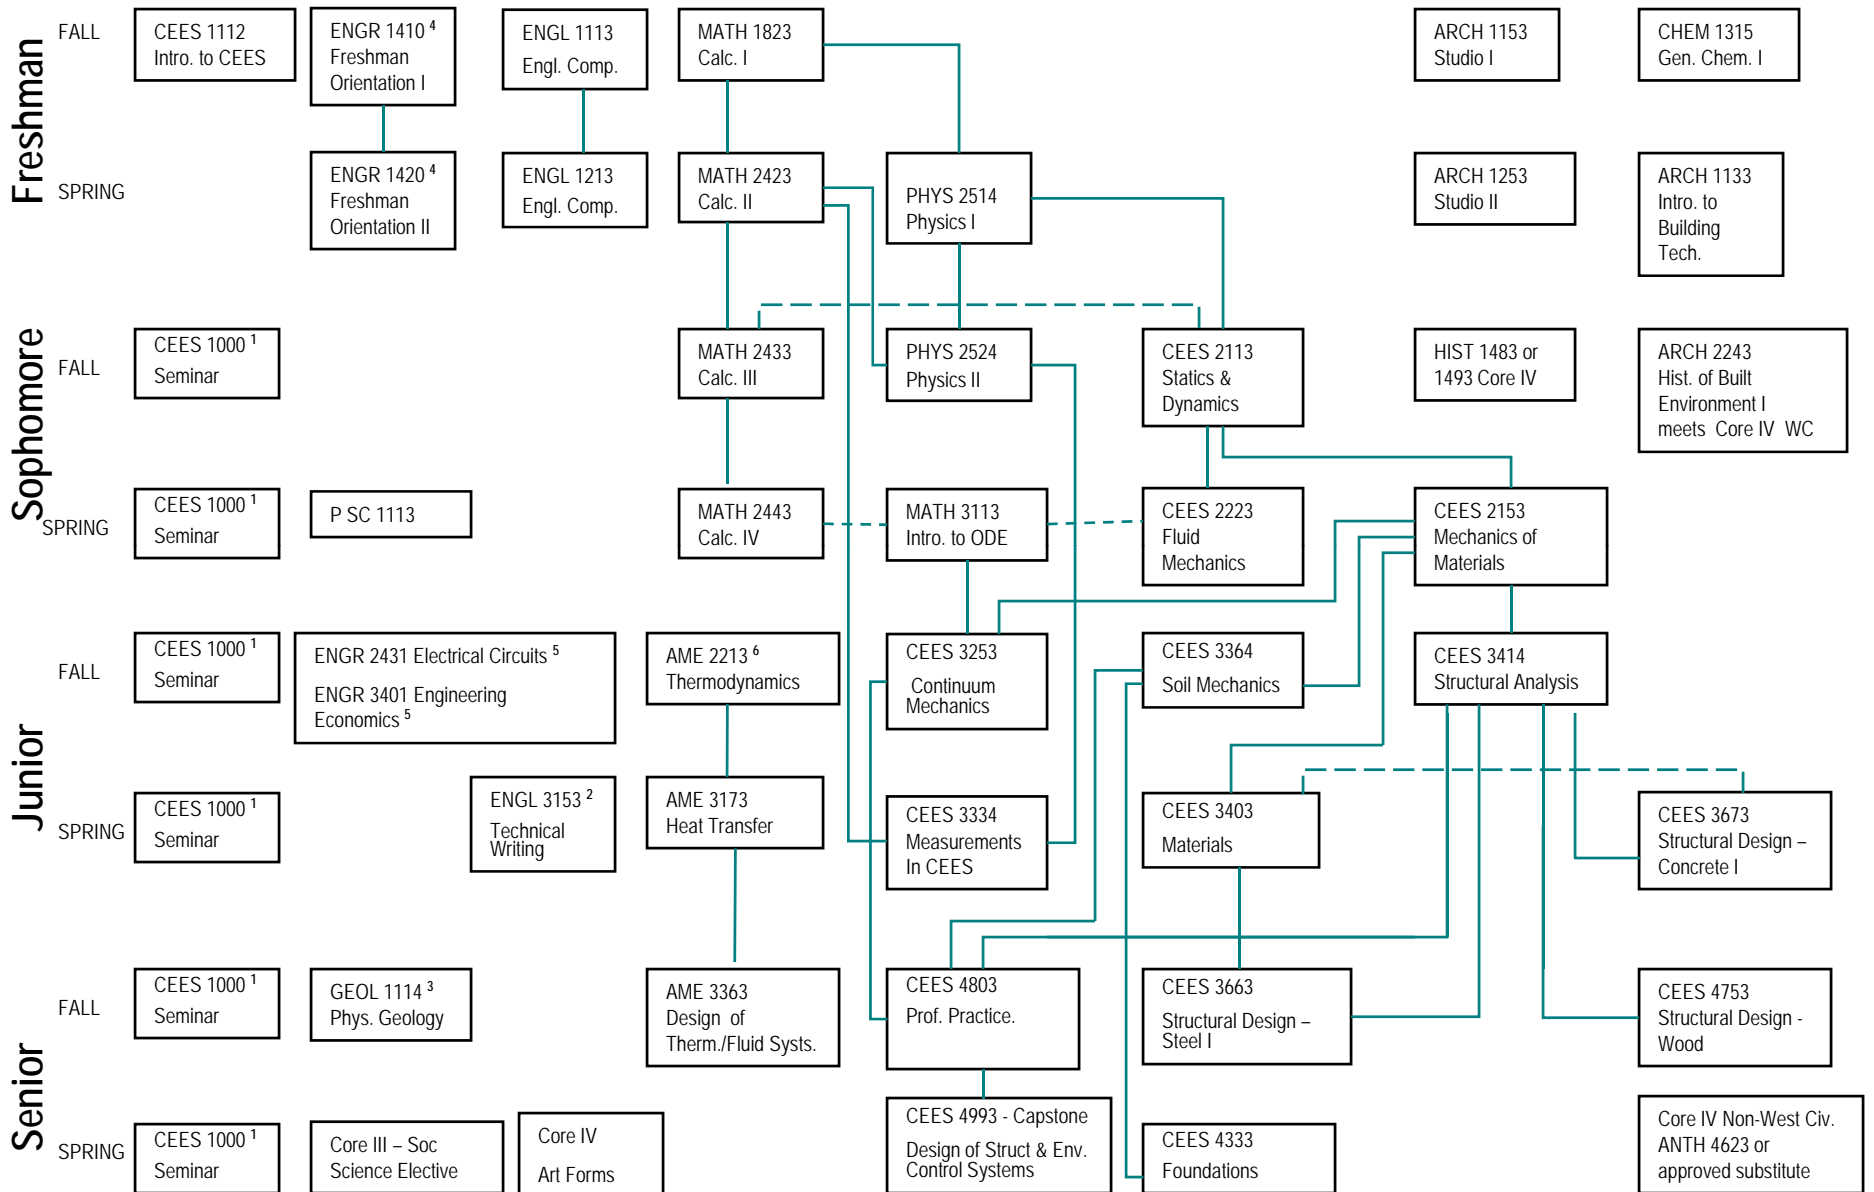 Freshman
FALL
CEES 1112
Intro. to CEES
ENGR 1410 4
Freshman
Orientation I
ENGL 1113
Engl. Comp.
MATH 1823
Calc. I
ARCH 1153
Studio I
CHEM 1315
Gen. Chem. I
SPRING
ENGR 1420 4
Freshman
Orientation II
ENGL 1213
Engl. Comp.
MATH 2423
Calc. II
PHYS 2514
Physics I
ARCH 1253
Studio II
ARCH 1133
Intro. to
Building
Tech.
Sophomore
FALL
CEES 1000 1
Seminar
MATH 2433
Calc. III
PHYS 2524
Physics II
CEES 2113
Statics &
Dynamics
HIST 1483 or
1493 Core IV
ARCH 2243
Hist. of Built
Environment I
meets Core IV WC
SPRING
CEES 1000 1
Seminar
P SC 1113
MATH 2443
Calc. IV
MATH 3113
Intro. to ODE
CEES 2223
Fluid
Mechanics
CEES 2153
Mechanics of
Materials
Junior
FALL
CEES 1000 1
Seminar
ENGR 2431 Electrical Circuits 5
ENGR 3401 Engineering
Economics 5
AME 2213 6
Thermodynamics
CEES 3253
Continuum
Mechanics
CEES 3364
Soil Mechanics
CEES 3414
Structural Analysis
SPRING
CEES 1000 1
Seminar
ENGL 3153 2
Technical
Writing
AME 3173
Heat Transfer
CEES 3334
Measurements
In CEES
CEES 3403
Materials
CEES 3673
Structural Design –
Concrete I
Senior
FALL
CEES 1000 1
Seminar
GEOL 1114 3
Phys. Geology
AME 3363
Design of
Therm./Fluid Systs.
CEES 4803
Prof. Practice.
CEES 3663
Structural Design –
Steel I
CEES 4753
Structural Design -
Wood
SPRING
CEES 1000 1
Seminar
Core III – Soc
Science Elective
Core IV
Art Forms
CEES 4993 - Capstone
Design of Struct & Env.
Control Systems
CEES 4333
Foundations
Core IV Non-West Civ.
ANTH 4623 or
approved substitute